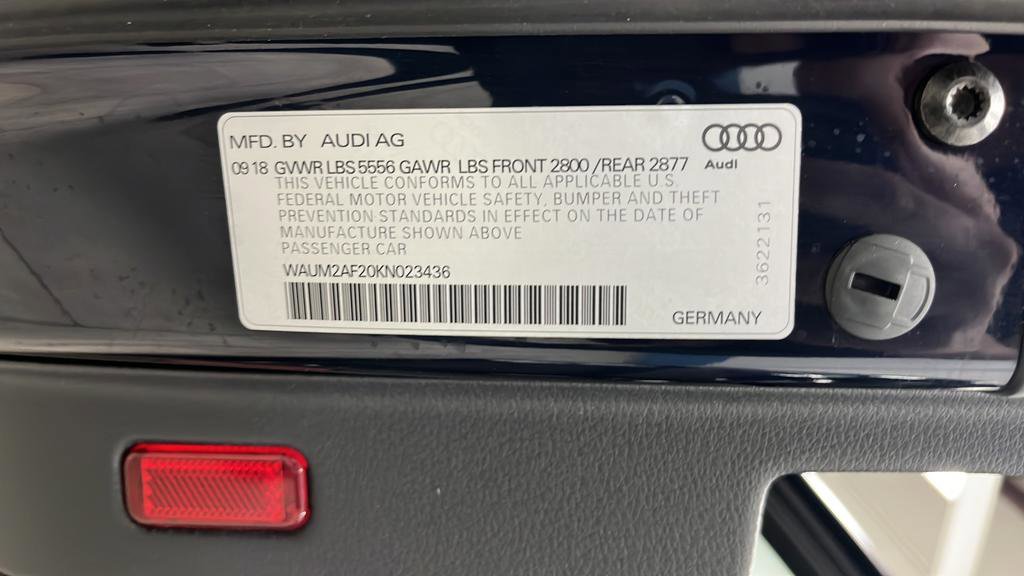 MFD. BY AUDI AG
09 18 GVWR LBS 5556 GAWR LBS FRONT 2800 /REAR 2877
Audi
THIS VEHICLE CONFORMS TO ALL APPLICABLE U.S.
FEDERAL MOTOR VEHICLE SAFETY, BUMPER AND THEFT
PREVENTION STANDARDS IN EFFECT ON THE DATE OF
MANUFACTURE SHOWN ABOVE
PASSENGER CAR
WAUM2AF20KN023436
GERMANY
3622131